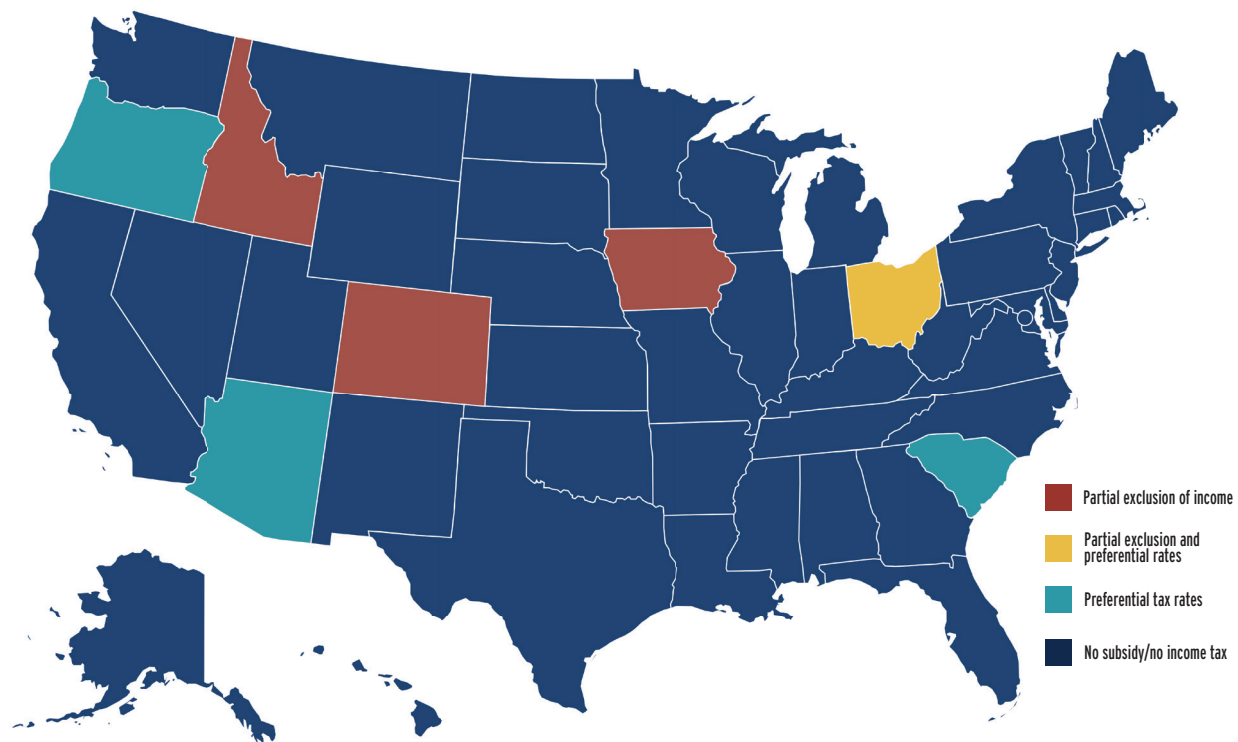 Partial exclusion of income
Partial exclusion and
preferential rates
Preferential tax rates
No subsidy/no income tax